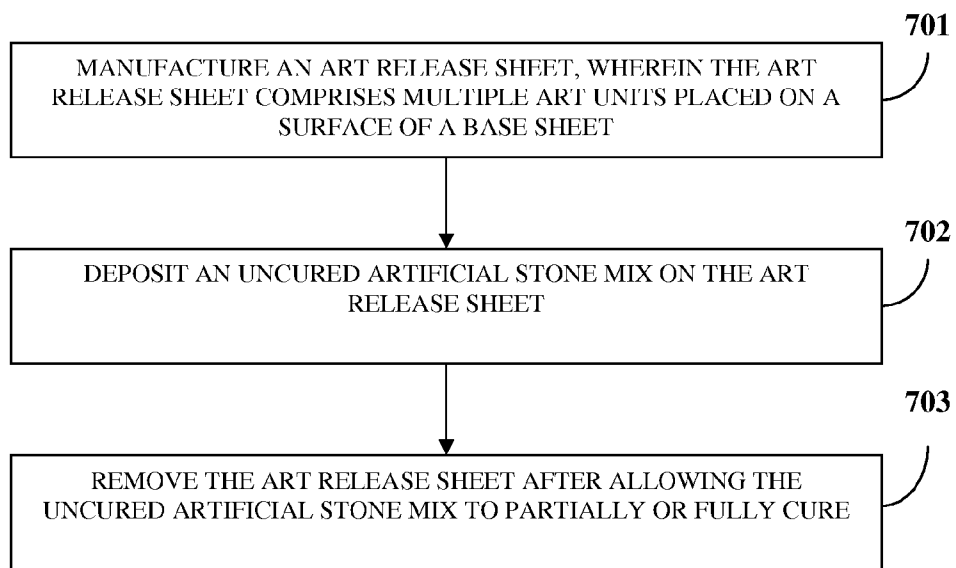 701
MANUFACTURE AN ART RELEASE SHEET, WHEREIN THE ART
RELEASE SHEET COMPRISES MULTIPLE ART UNITS PLACED ON A
SURFACE OF A BASE SHEET
702
DEPOSIT AN UNCURED ARTIFICIAL STONE MIX ON THE ART
RELEASE SHEET
703
REMOVE THE ART RELEASE SHEET AFTER ALLOWING THE
UNCURED ARTIFICIAL STONE MIX TO PARTIALLY OR FULLY CURE